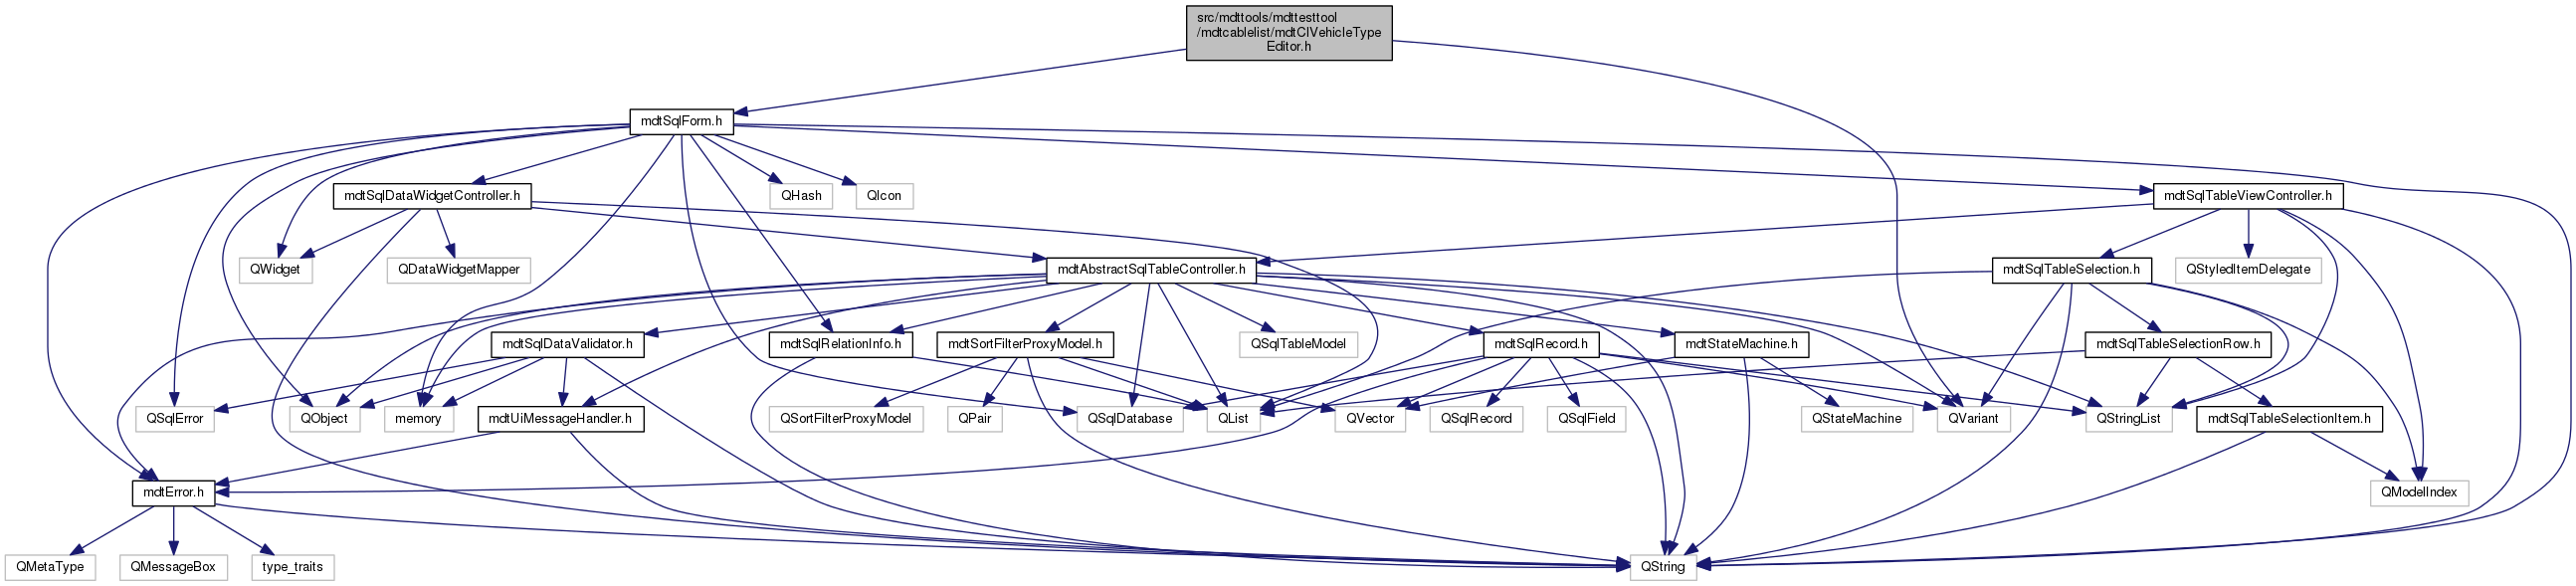 src/mdttools/mdttesttool
/mdtcablelist/mdtClVehicleType
Editor.h
mdtSqlForm.h
mdtSqlDataWidgetController.h
QHash
QIcon
mdtSqlTableViewController.h
QWidget
QDataWidgetMapper
mdtAbstractSqlTableController.h
mdtSqlTableSelection.h
QStyledItemDelegate
mdtSqlDataValidator.h
mdtSqlRelationInfo.h
mdtSortFilterProxyModel.h
QSqlTableModel
mdtSqlRecord.h
mdtStateMachine.h
mdtSqlTableSelectionRow.h
QSqlError
QObject
memory
mdtUiMessageHandler.h
QSortFilterProxyModel
QPair
QSqlDatabase
QList
QVector
QSqlRecord
QSqlField
QStateMachine
QVariant
QStringList
mdtSqlTableSelectionItem.h
mdtError.h
QModelIndex
QMetaType
QMessageBox
type_traits
QString